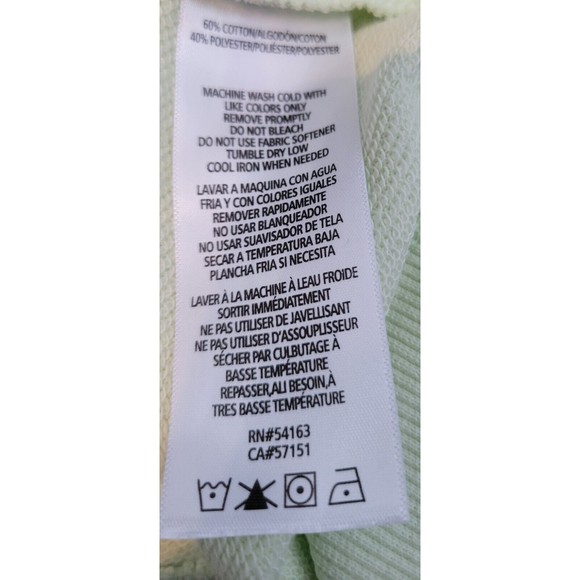 60% COTTON/ALGODÓN/COTON
40% POLYESTER/POLIÉSTER/POLYESTER
MACHINE WASH COLD WITH
LIKE COLORS ONLY
REMOVE PROMPTLY
DO NOT BLEACH
DO NOT USE FABRIC SOFTENER
TUMBLE DRY LOW
COOL IRON WHEN NEEDED
LAVAR A MAQUINA CON AGUA
FRIA Y CON COLORES IGUALES
REMOVER RAPIDAMENTE
NO USAR BLANQUEADOR
NO USAR SUAVISADOR DE TELA
SECAR A TEMPERATURA BAJA
PLANCHA FRIA SI NECESITA
LAVER À LA MACHINE À LEAU FROIDE
SORTIR IMMÉDIATEMENT
NE PAS UTILISER DE JAVELLISANT
NE PAS UTILISER D'ASSOUPLISSEUR
SÉCHER PAR CULBUTAGE À
BASSE TEMPÉRATURE
REPASSER,ALI BESOIN,À
TRES BASSE TEMPÉRATURE
RN#54163
CA#57151